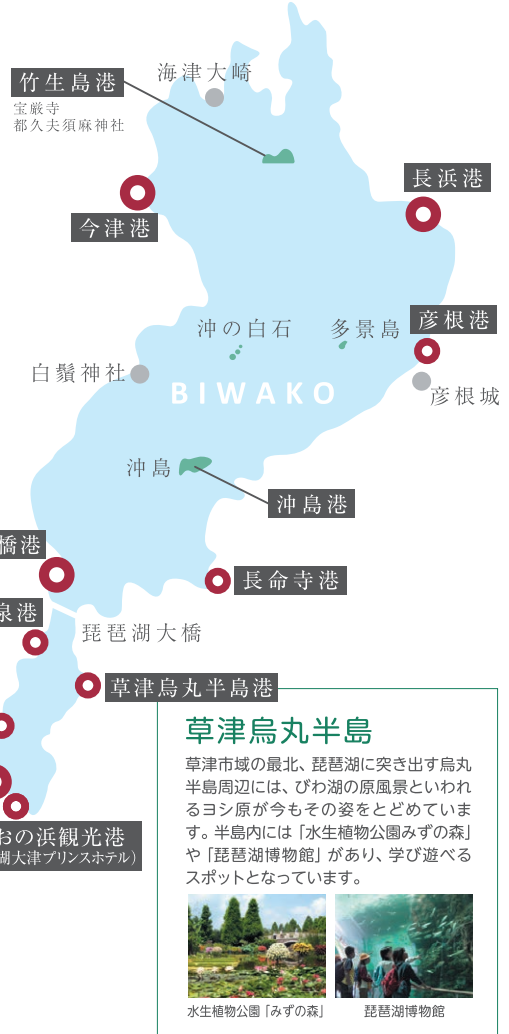 海津大崎
竹生島港
宝厳寺
都久夫須麻神社
長浜港
今津港
彦根港
沖の白石
多景島
白鬚神社
BIWAKO
彦根城
沖島
沖島港
橋港
長命寺港
泉港
琵琶湖大橋
草津烏丸半島港
草津烏丸半島
草津市域の最北、琵琶湖に突き出す烏丸
半島周辺には、びわ湖の原風景といわれ
るヨシ原が今もその姿をとどめていま
す。半島内には「水生植物公園みずの森」
や「琵琶湖博物館」があり、学び遊べる
スポットとなっています。
おの浜観光港
湖大津プリンスホテル）
水生植物公園「みずの森」
琵琶湖博物館